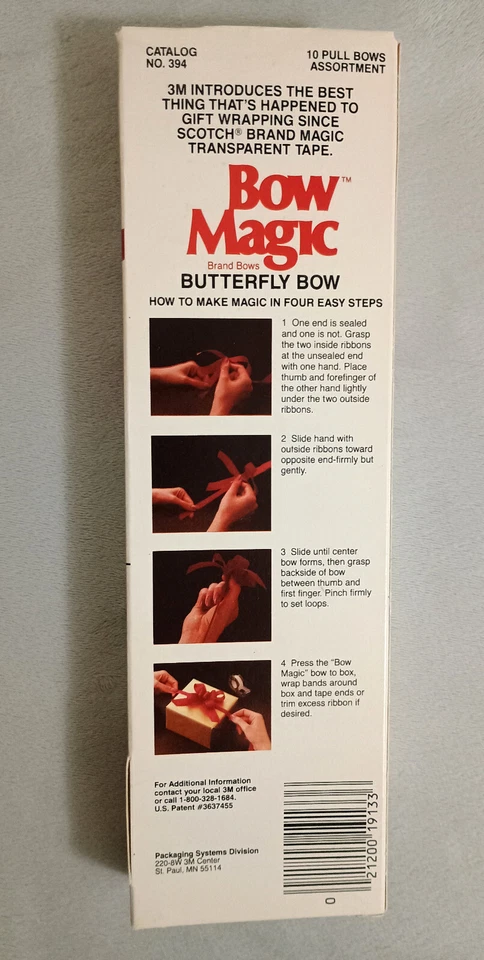 CATALOG
NO. 394
10 PULL BOWS
ASSORTMENT
3M INTRODUCES THE BEST
THING THAT'S HAPPENED TO
GIFT WRAPPING SINCE
SCOTCH® BRAND MAGIC
TRANSPARENT TAPE.
Bow™
Magic
Brand Bows
BUTTERFLY BOW
HOW TO MAKE MAGIC IN FOUR EASY STEPS
1 One end is sealed
and one is not. Grasp
the two inside ribbons
at the unsealed end
with one hand. Place
thumb and forefinger of
the other hand lightly
under the two outside
ribbons.
2 Slide hand with
outside ribbons toward
opposite end-firmly but
gently.
3 Slide until center
bow forms, then grasp
backside of bow
between thumb and
first finger. Pinch firmly
to set loops.
4 Press the "Bow
Magic" bow to box,
wrap bands around
box and tape ends or
trim excess ribbon if
desired.
For Additional Information
contact your local 3M office
or call 1-800-328-1684.
U.S. Patent #3637455
Packaging Systems Division
220-8W 3M Center
St. Paul, MN 55114
0 21200 19133